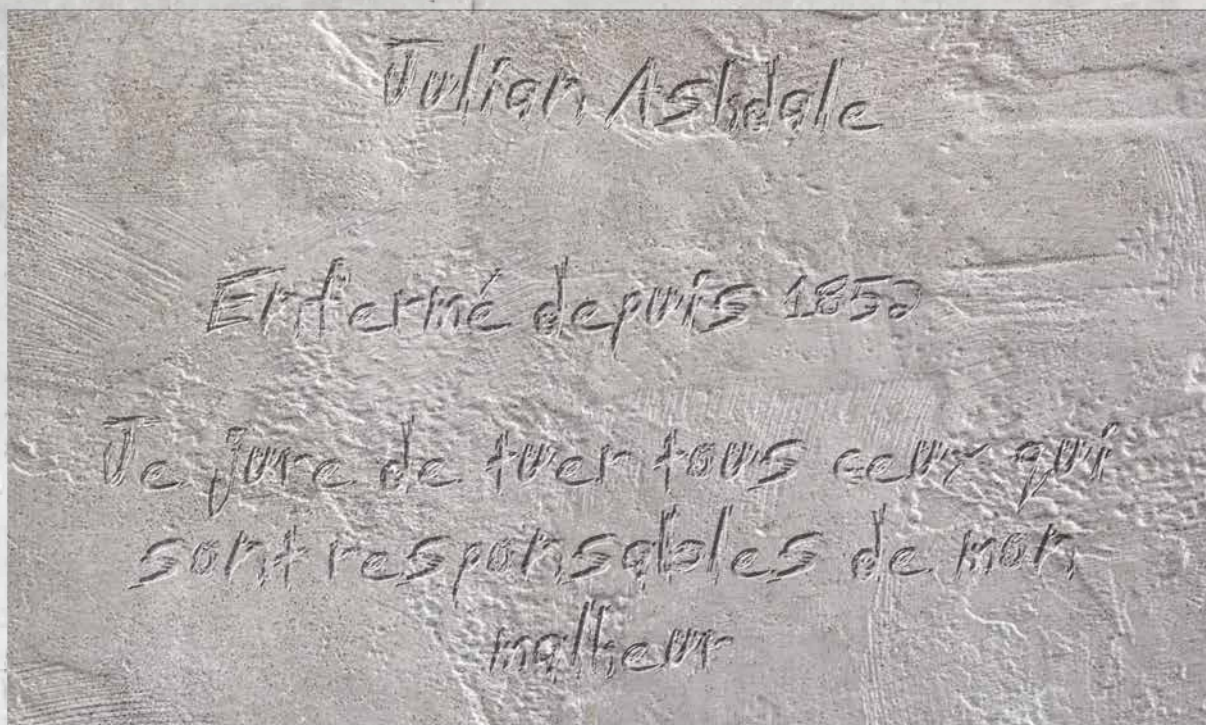 Julian Ashdale
Enfermé depuis 1852
Je jure de tuer tous ceux qui
sont responsables de mon
malheur